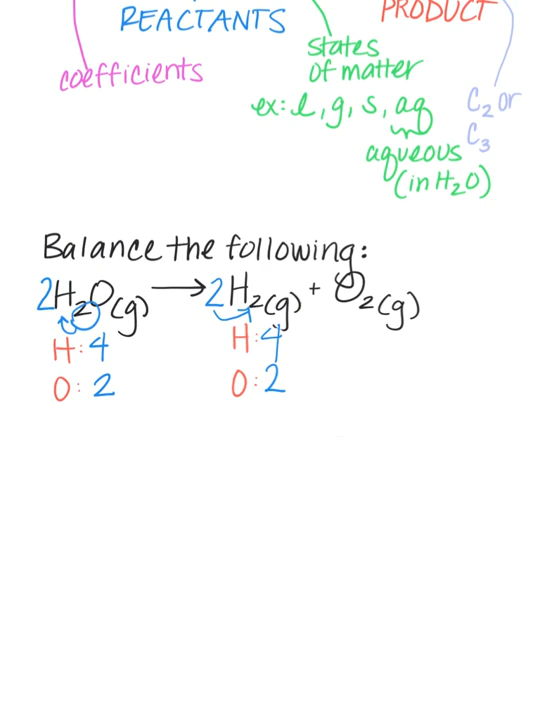 REACTANTS PRODUCT
coefficients
states
of matter
ex: l, g, s, aq
C₂ or
C₃
aqueous
(in H₂O)
Balance the following:
2H₂O(g) → 2H₂(g) + O₂(g)
H: 4 H: 4
O: 2 O: 2